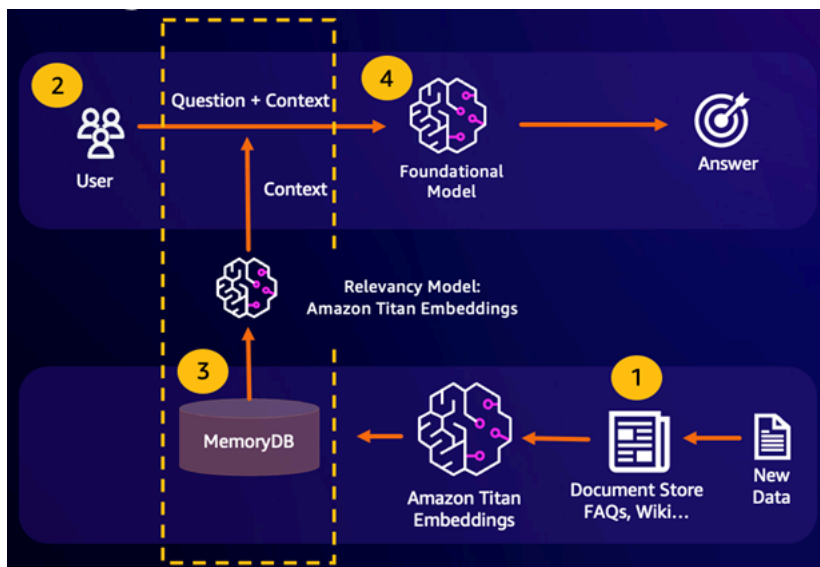 2
4
Question + Context
User
Foundational
Model
Answer
Context
Relevancy Model:
Amazon Titan Embeddings
3
1
MemoryDB
Amazon Titan
Embeddings
Document Store
FAQs, Wiki...
New
Data